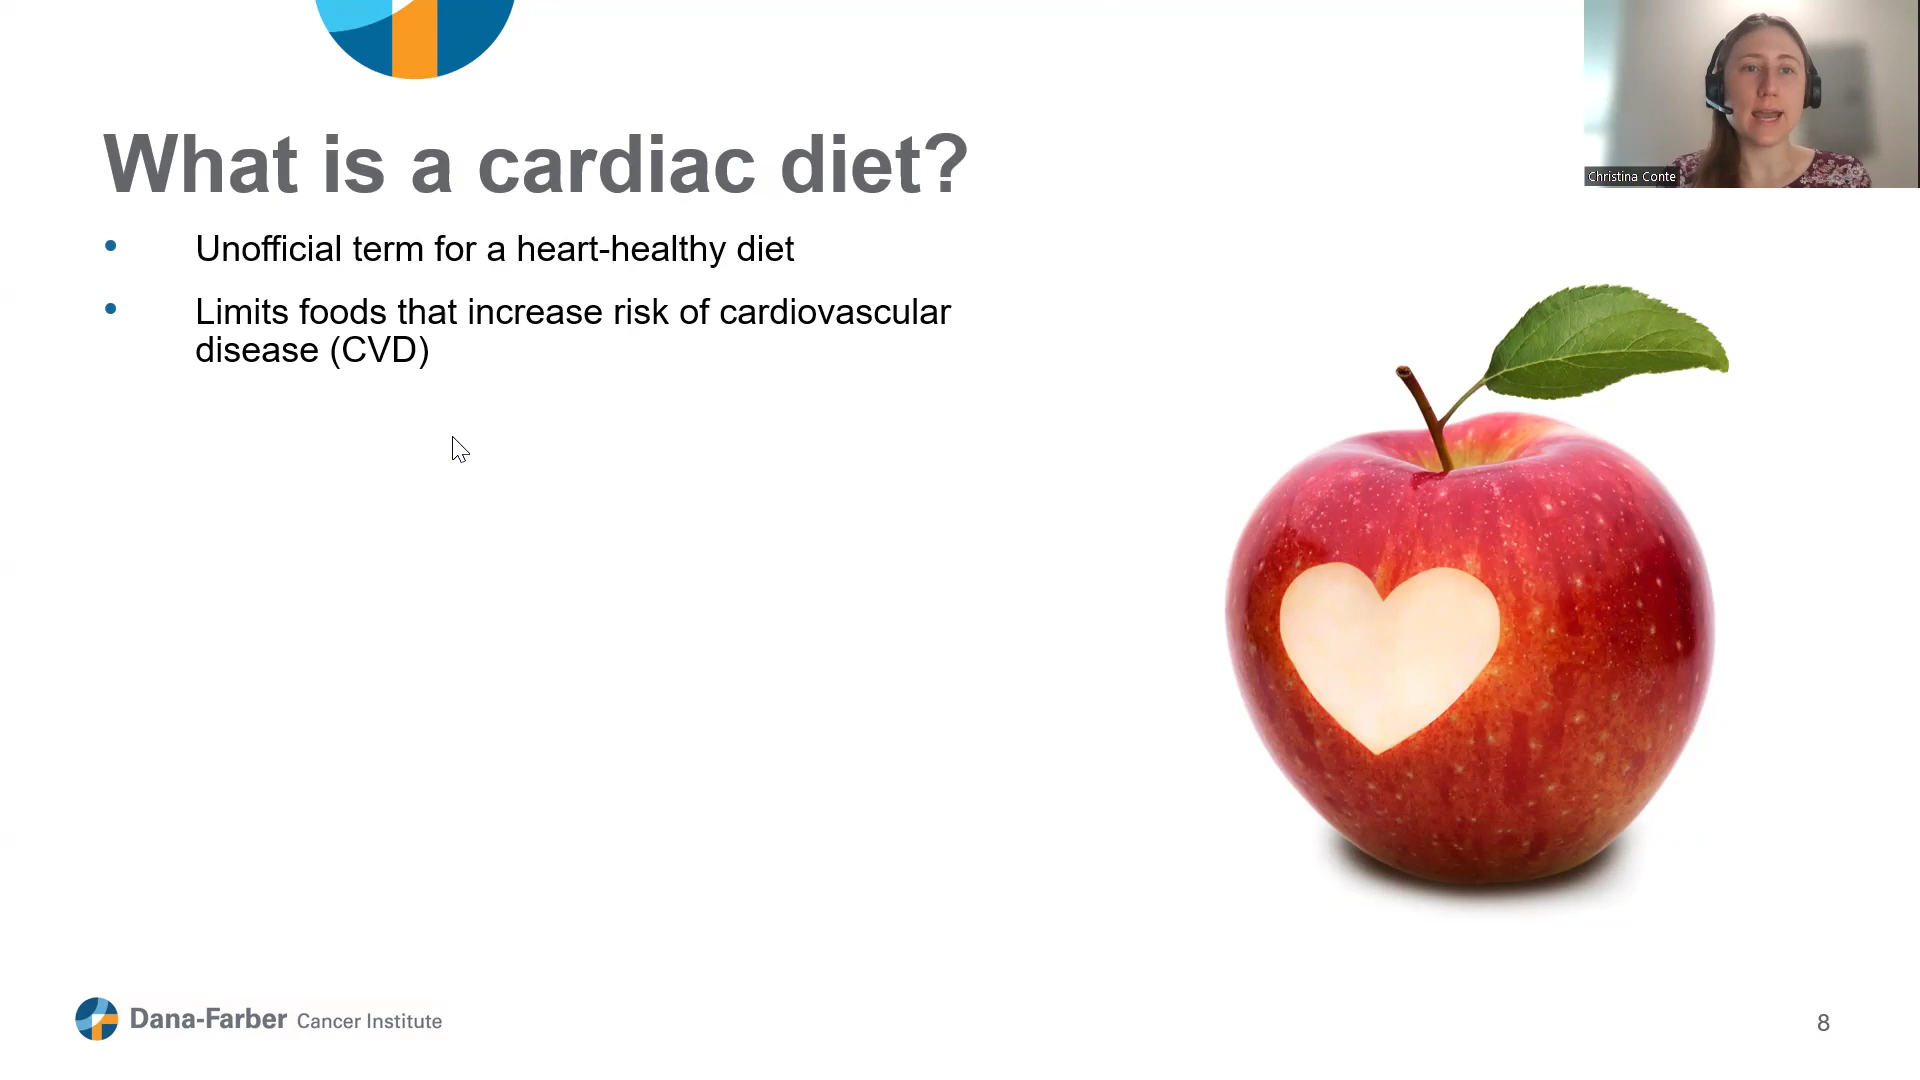 What is a cardiac diet?
Christina Conte
• Unofficial term for a heart-healthy diet
• Limits foods that increase risk of cardiovascular
disease (CVD)
Dana-Farber Cancer Institute
8